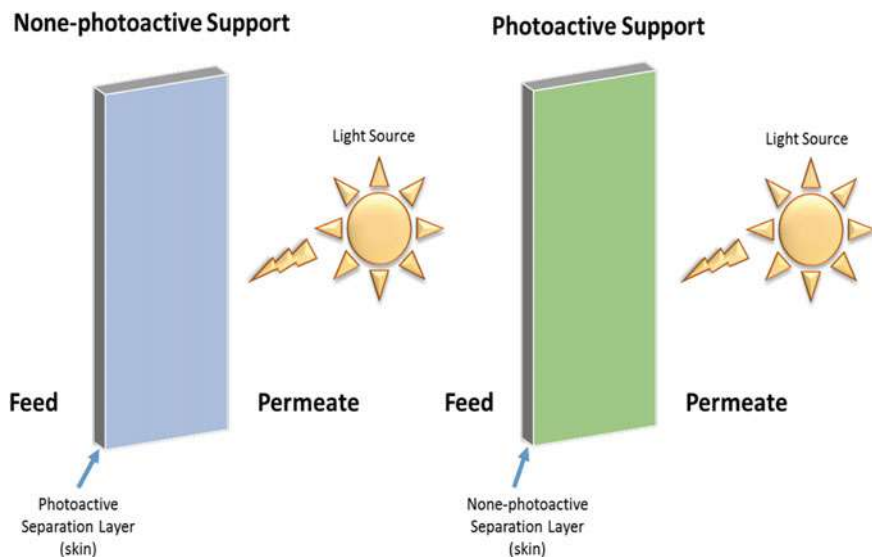 None-photoactive Support
Light Source
Feed
Permeate
Photoactive
Separation Layer
(skin)
Photoactive Support
Light Source
Feed
Permeate
None-photoactive
Separation Layer
(skin)